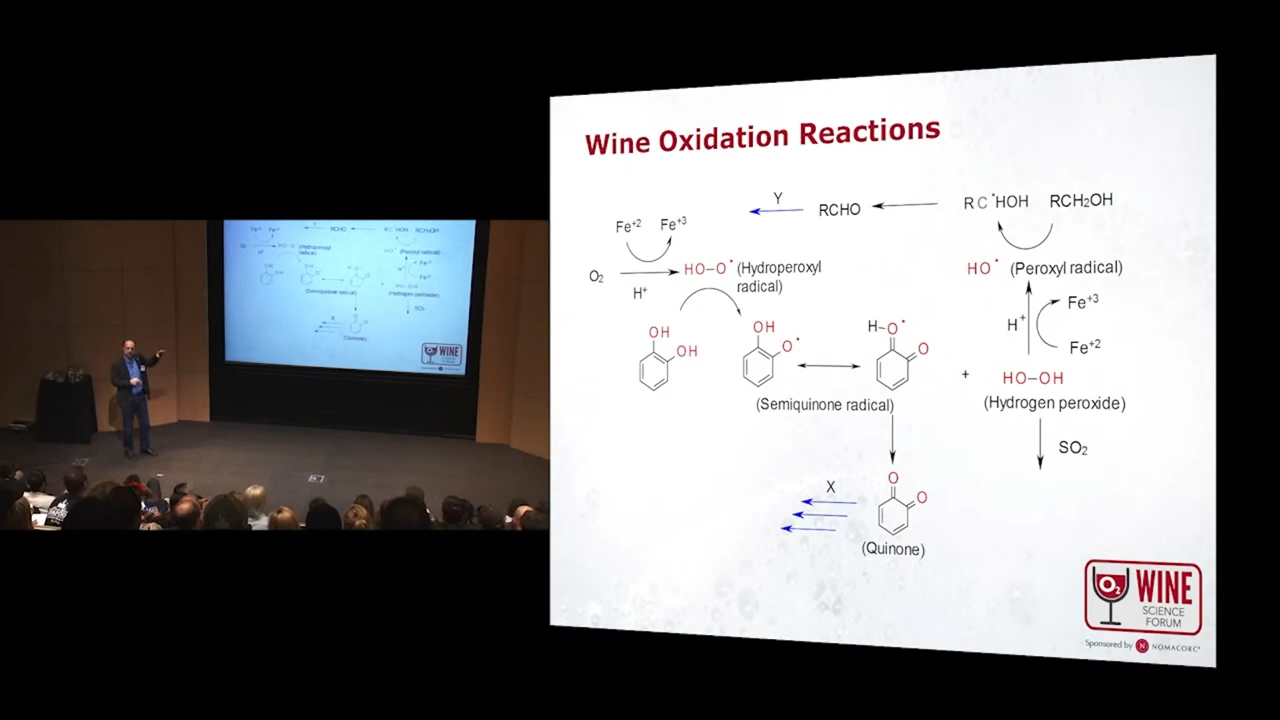 Wine Oxidation Reactions
Y
RCHO
RC•HOH
RCH2OH
Fe+2
Fe+3
O2
H+
HO–O•
(Hydroperoxyl
radical)
HO•
(Peroxyl radical)
H+
Fe+3
Fe+2
OH
OH
OH
O•
H–O•
O
+
HO–OH
(Semiquinone radical)
(Hydrogen peroxide)
SO2
X
O
O
(Quinone)
O2
WINE
SCIENCE
FORUM
Sponsored by N NOMACORC